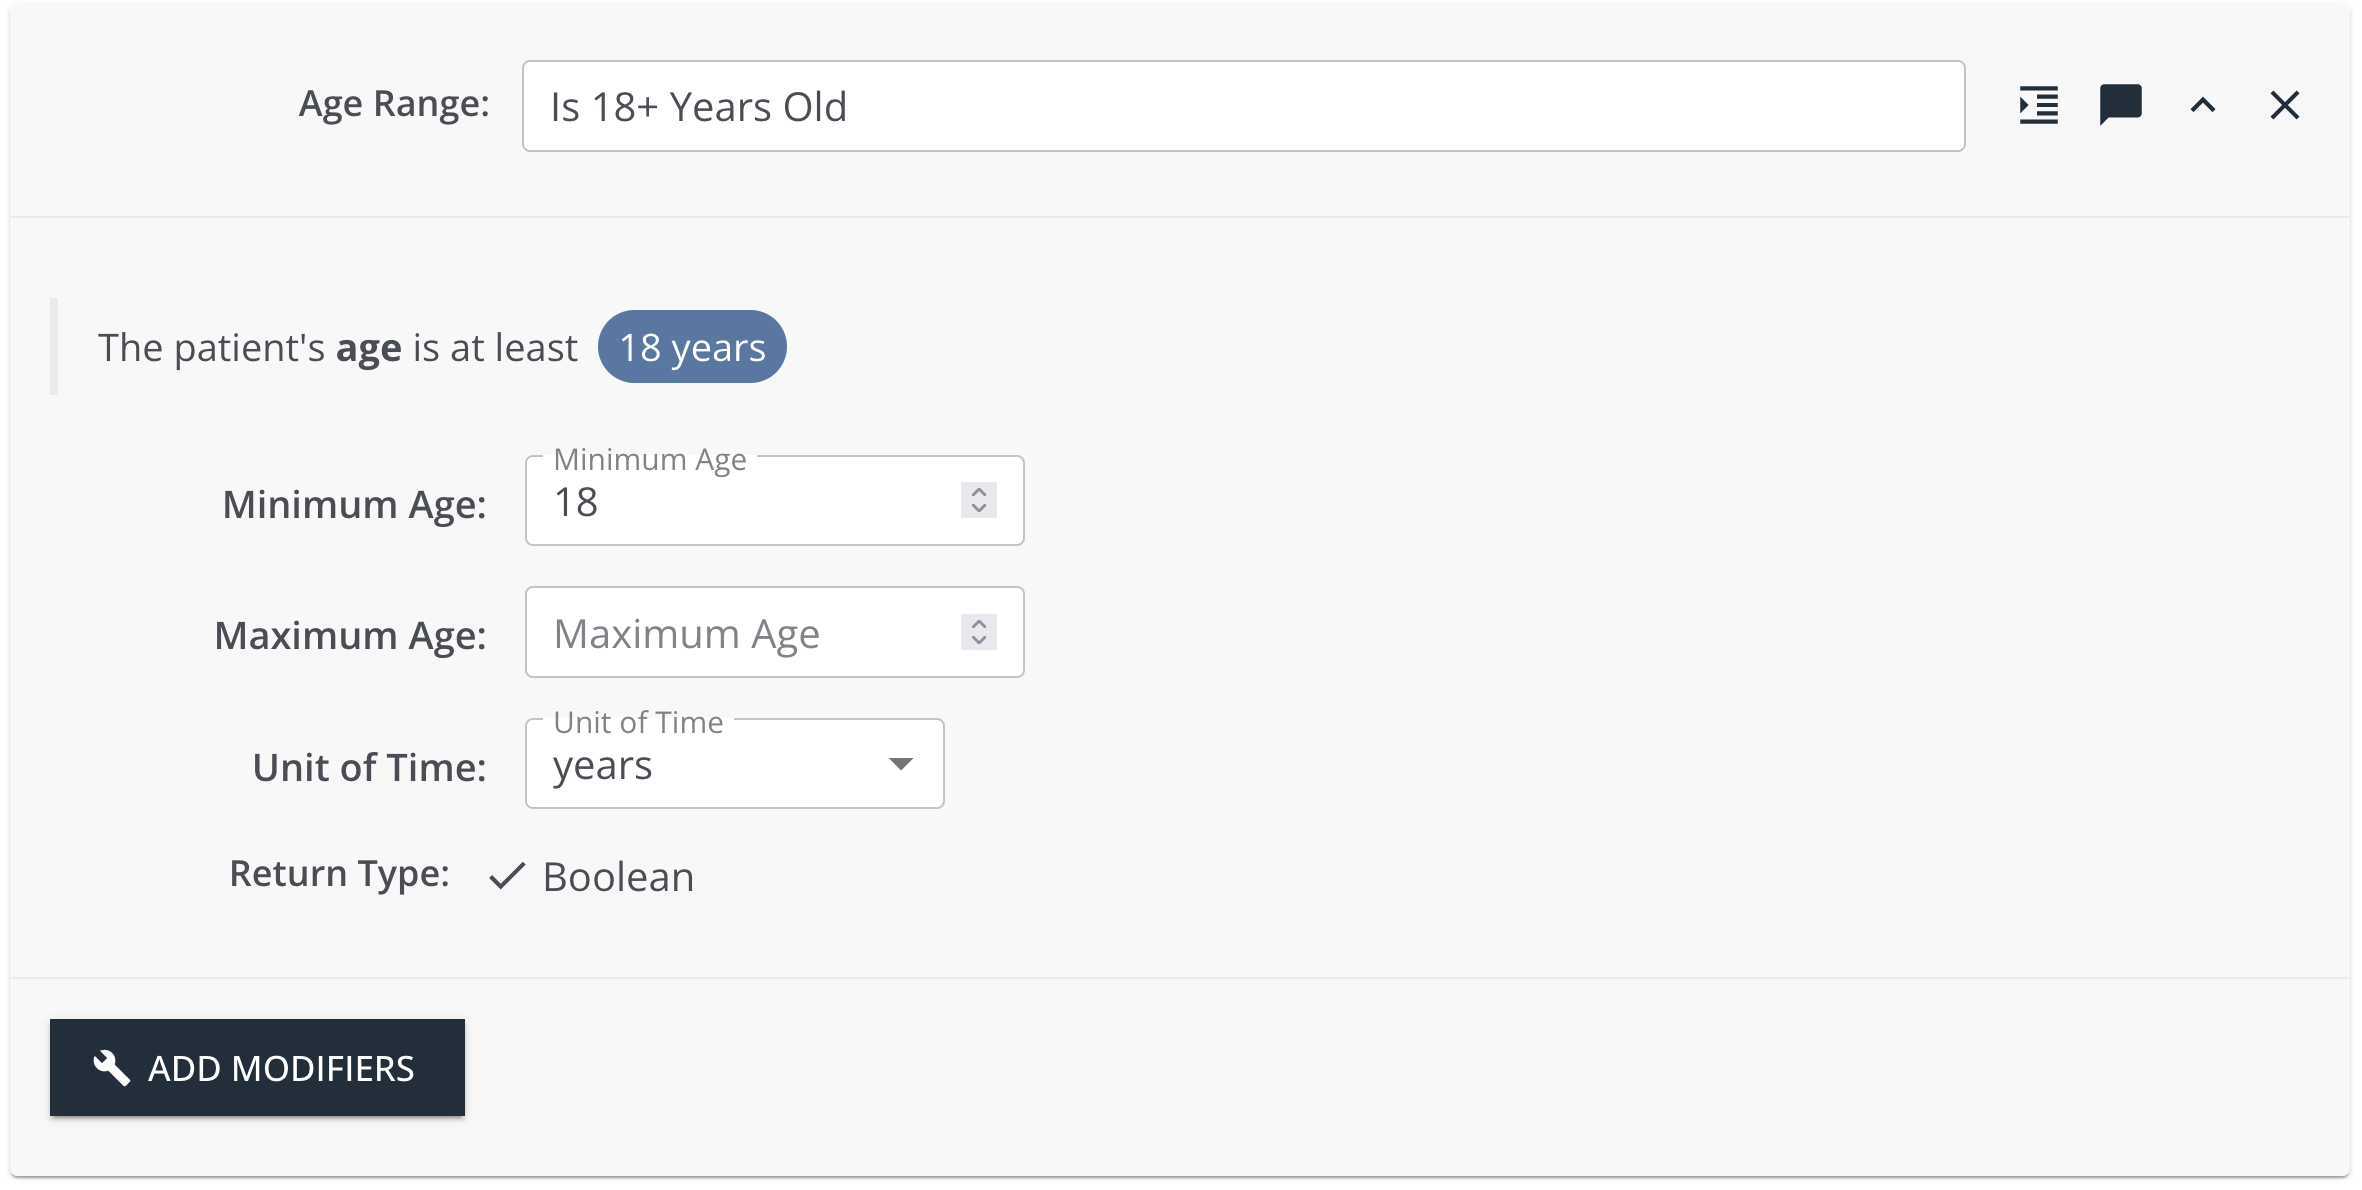 Age Range: Is 18+ Years Old
The patient's age is at least 18 years
Minimum Age
Minimum Age: 18
Maximum Age: Maximum Age
Unit of Time
Unit of Time: years
Return Type: Boolean
ADD MODIFIERS